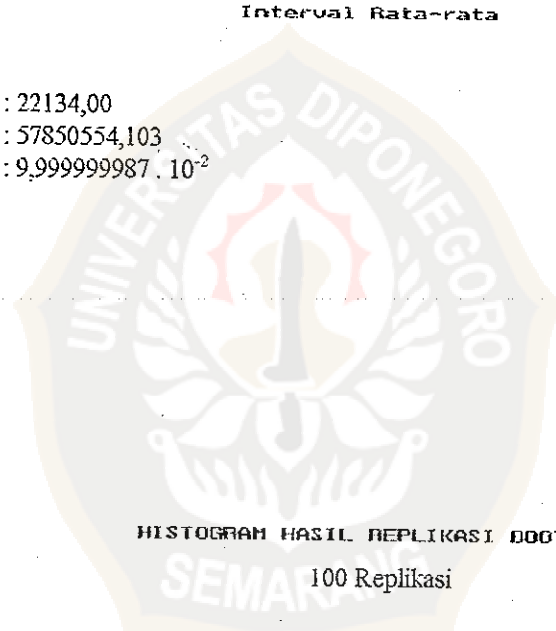 Interval Rata-rata
: 22134,00
: 57850554,103
: 9,999999987 . 10⁻²
UNIVERSITAS DIPONEGORO
HISTOGRAM HASIL REPLIKASI
100 Replikasi
SEMARANG